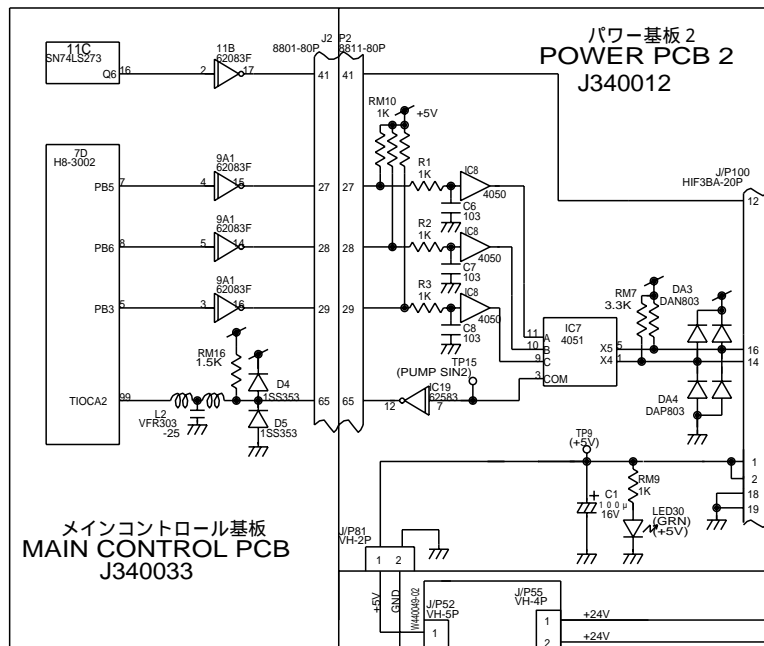 11C
SN74LS273
Q6
16
11B
62083F
2
17
J2
8801-80P
P2
8811-80P
41
41
パワー基板 2
POWER PCB 2
J340012
RM10
1K
+5V
7D
H8-3002
J/P100
HIF3BA-20P
12
PB5
7
9A1
62083F
4
15
27
27
R1
1K
IC8
4050
C6
103
PB6
8
9A1
62083F
5
14
28
28
R2
1K
IC8
4050
C7
103
PB3
5
9A1
62083F
3
16
29
29
R3
1K
IC8
4050
C8
103
RM7
3.3K
DA3
DAN803
11
A
10
B
9
C
3
COM
IC7
4051
X5
5
X4
1
16
14
RM16
1.5K
D4
1SS353
TP15
(PUMP SIN2)
IC19
62583
12
7
DA4
DAP803
TIOCA2
99
L2
VFR303
-25
D5
1SS353
65
65
TP9
(+5V)
1
2
18
19
C1
100μ
16V
RM9
1K
LED30
(GRN)
(+5V)
メインコントロール基板
MAIN CONTROL PCB
J340033
J/P81
VH-2P
1
2
+5V
GND
W440049-02
J/P52
VH-5P
1
J/P55
VH-4P
1
+24V
2
+24V